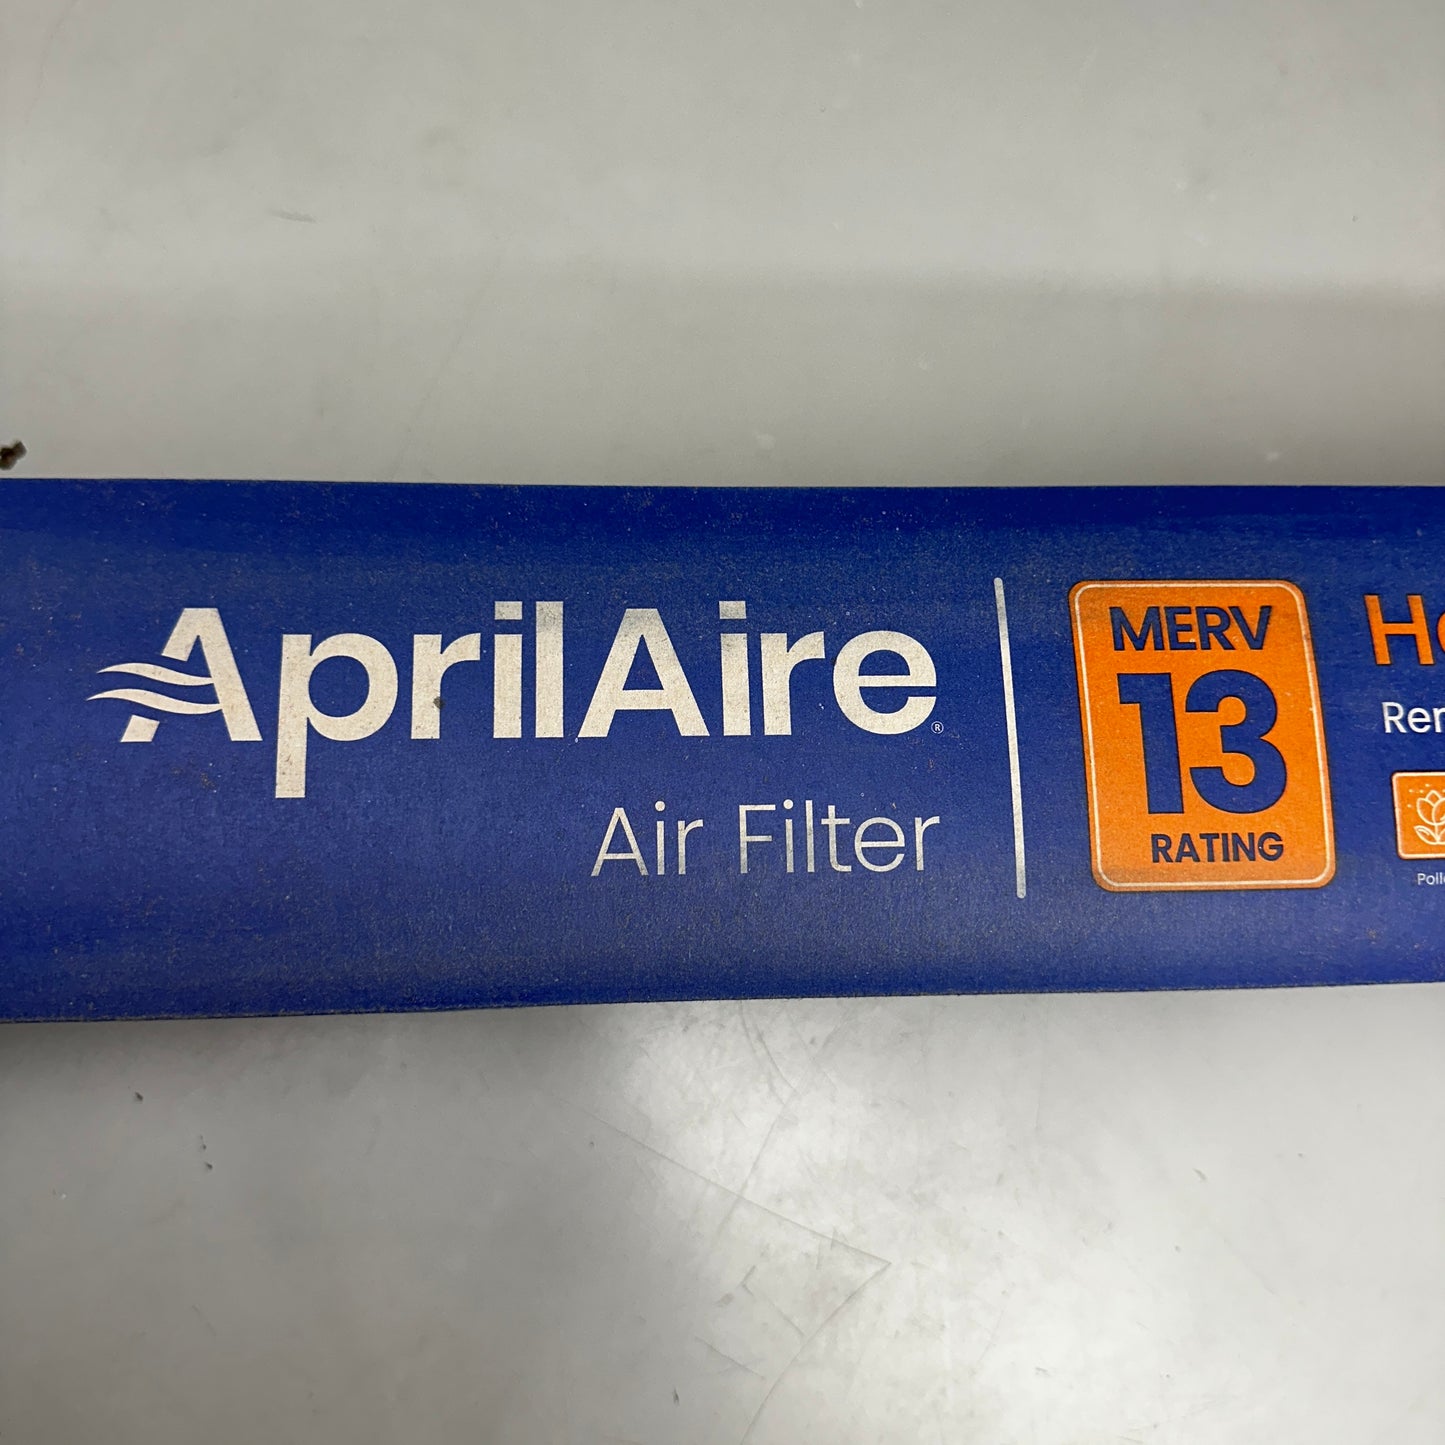 AprilAire®
Air Filter
MERV
13
RATING